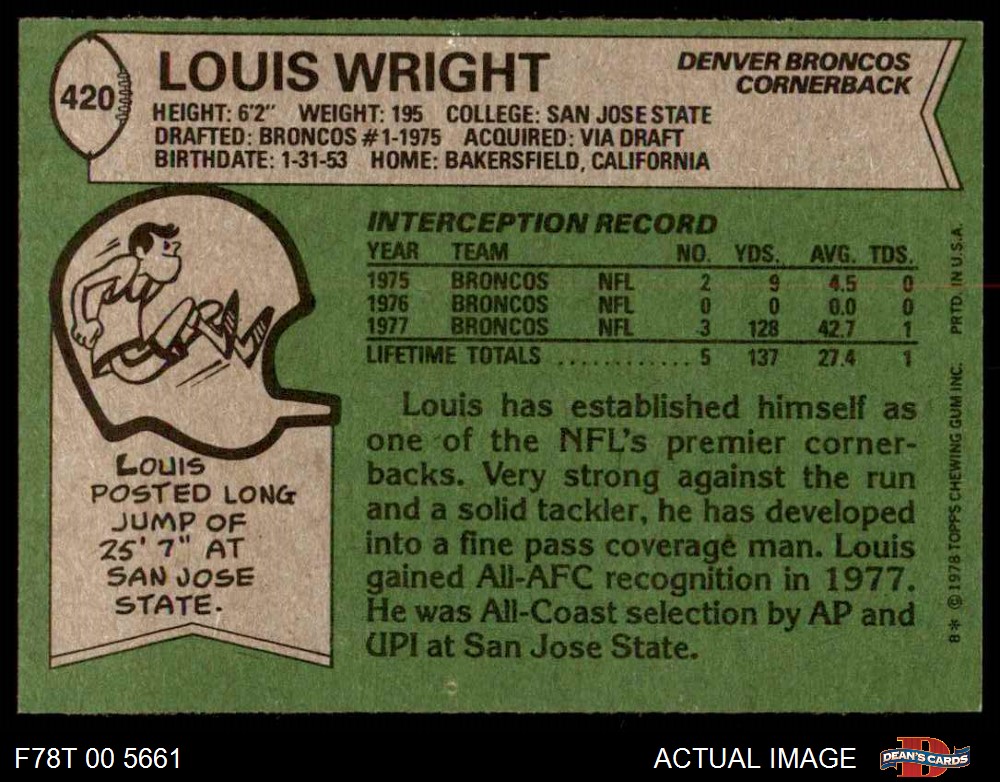 420
LOUIS WRIGHT
DENVER BRONCOS
CORNERBACK
HEIGHT: 6'2" WEIGHT: 195 COLLEGE: SAN JOSE STATE
DRAFTED: BRONCOS #1-1975 ACQUIRED: VIA DRAFT
BIRTHDATE: 1-31-53 HOME: BAKERSFIELD, CALIFORNIA
INTERCEPTION RECORD
YEAR TEAM NO. YDS. AVG. TDS.
1975 BRONCOS NFL 2 9 4.5 0
1976 BRONCOS NFL 0 0 0.0 0
1977 BRONCOS NFL 3 128 42.7 1
LIFETIME TOTALS ............ 5 137 27.4 1
Louis has established himself as
one of the NFL's premier corner-
backs. Very strong against the run
and a solid tackler, he has developed
into a fine pass coverage man. Louis
gained All-AFC recognition in 1977.
He was All-Coast selection by AP and
UPI at San Jose State.
LOUIS
POSTED LONG
JUMP OF
25' 7" AT
SAN JOSE
STATE.
8* © 1978 TOPPS CHEWING GUM INC. PRTD. IN U.S.A.
F78T 00 5661
ACTUAL IMAGE
DEAN'S CARDS